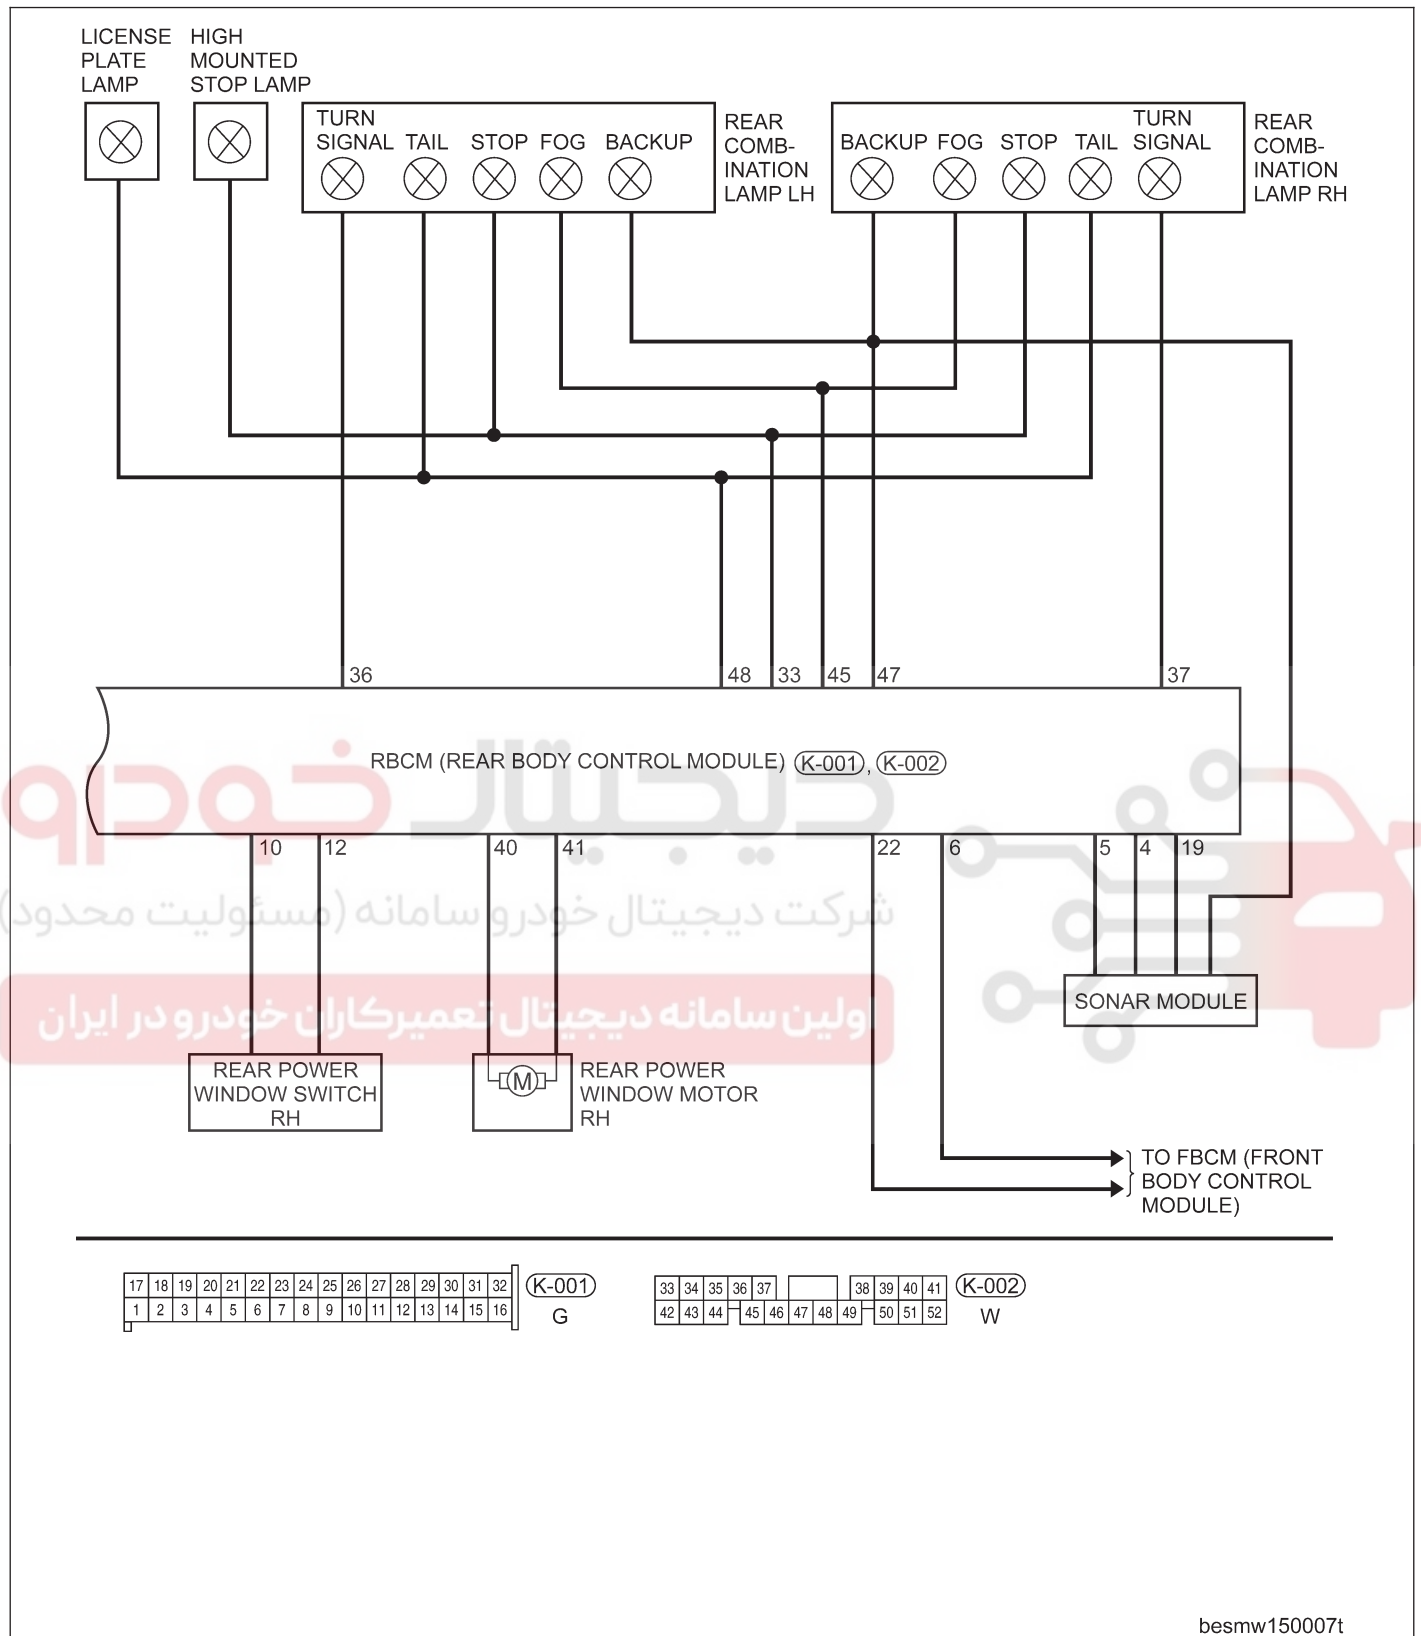 LICENSE
PLATE
LAMP
HIGH
MOUNTED
STOP LAMP
TURN
SIGNAL TAIL STOP FOG BACKUP
REAR
COMB-
INATION
LAMP LH
BACKUP FOG STOP TAIL TURN
SIGNAL
REAR
COMB-
INATION
LAMP RH
36 48 33 45 47 37
RBCM (REAR BODY CONTROL MODULE) K-001, K-002
دیجیتال خودرو
10 12 40 41 22 6 5 4 19
شرکت دیجیتال خودرو سامانه (مسئولیت محدود)
اولین سامانه دیجیتال تعمیرکاران خودرو در ایران
SONAR MODULE
REAR POWER
WINDOW SWITCH
RH
M
REAR POWER
WINDOW MOTOR
RH
TO FBCM (FRONT
BODY CONTROL
MODULE)
17 18 19 20 21 22 23 24 25 26 27 28 29 30 31 32
1 2 3 4 5 6 7 8 9 10 11 12 13 14 15 16
K-001
G
33 34 35 36 37 38 39 40 41
42 43 44 45 46 47 48 49 50 51 52
K-002
W
besmw150007t